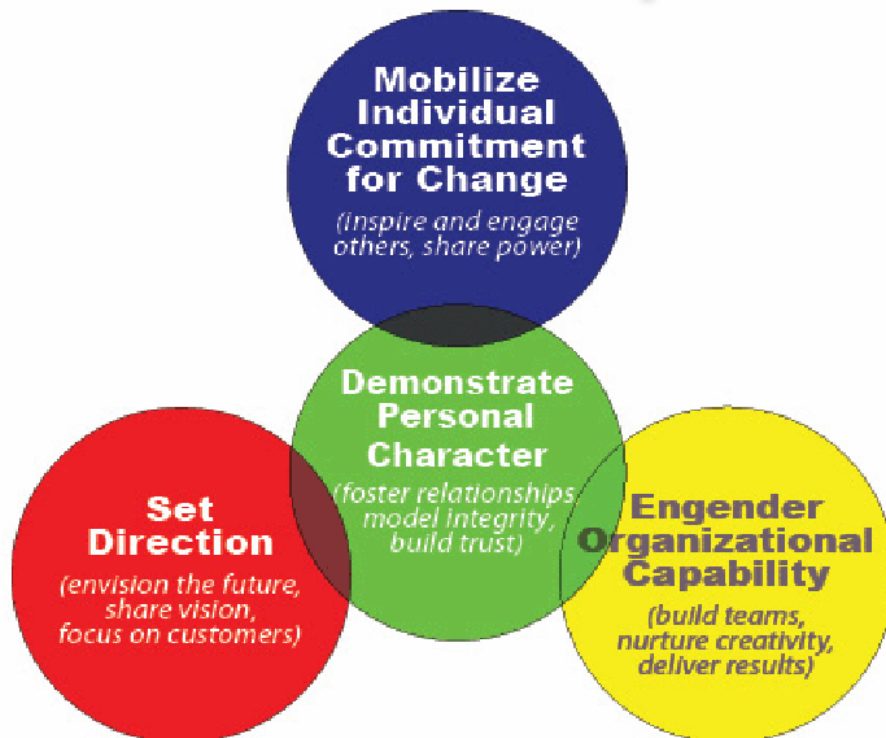 Mobilize
Individual
Commitment
for Change
(Inspire and engage
others, share power)
Demonstrate
Personal
Character
(foster relationships
model integrity,
build trust)
Set
Direction
(envision the future,
share vision,
focus on customers)
Engender
Organizational
Capability
(build teams,
nurture creativity,
deliver results)